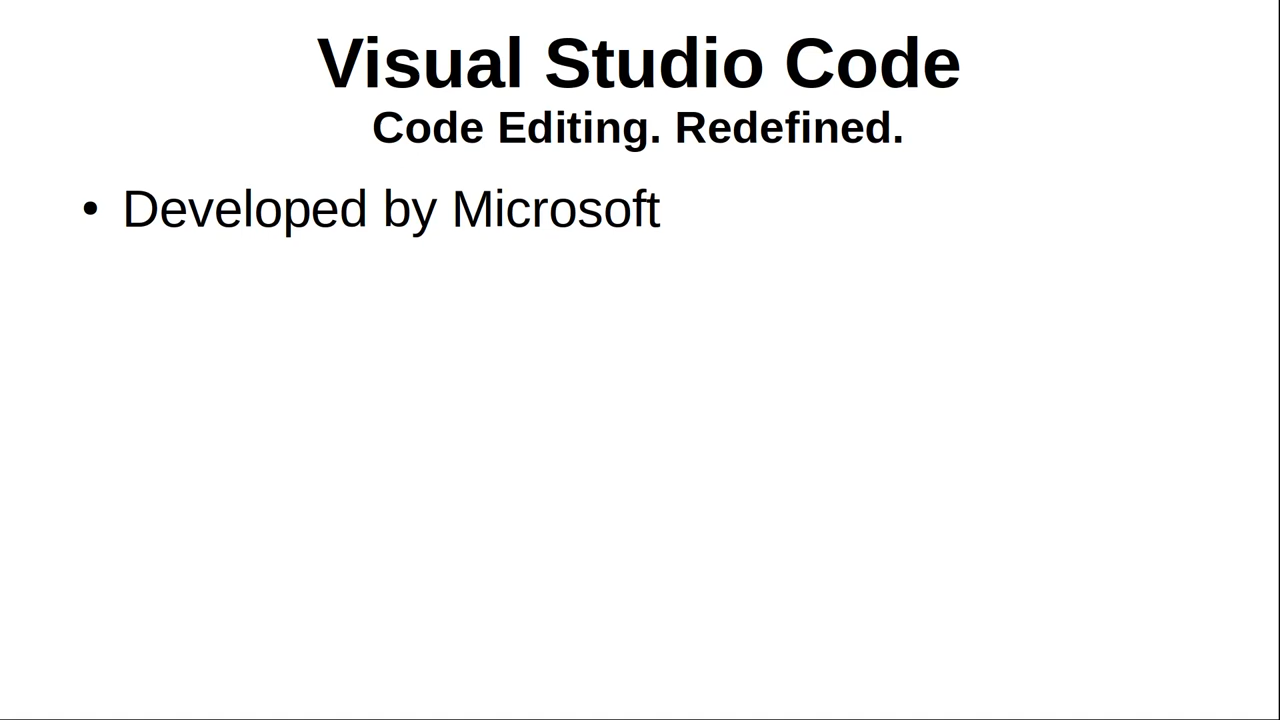 Visual Studio Code
Code Editing. Redefined.
• Developed by Microsoft